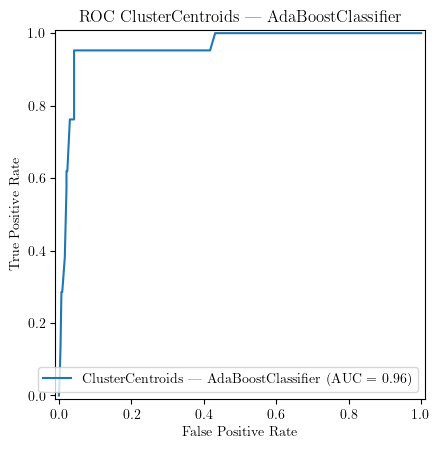 ROC ClusterCentroids — AdaBoostClassifier
1.0
0.8
0.6
0.4
0.2
0.0
True Positive Rate
ClusterCentroids — AdaBoostClassifier (AUC = 0.96)
0.0 0.2 0.4 0.6 0.8 1.0
False Positive Rate